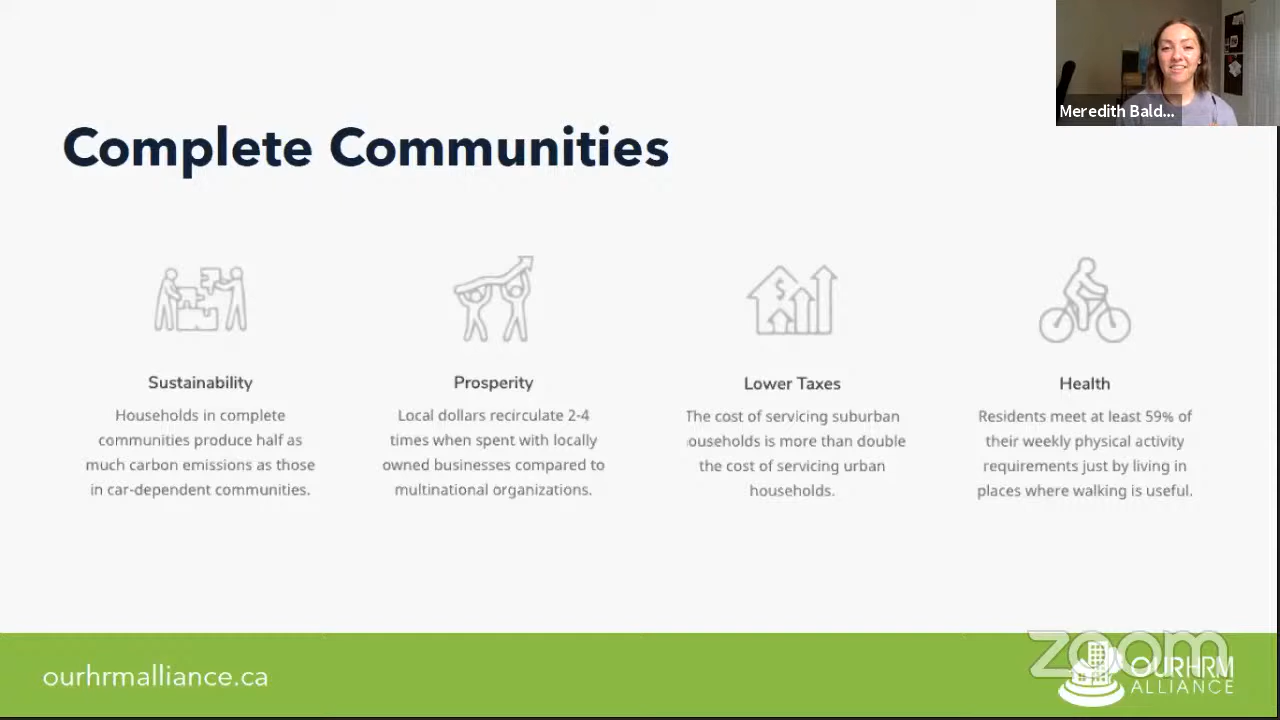 Meredith Bald...
Complete Communities
Sustainability
Households in complete
communities produce half as
much carbon emissions as those
in car-dependent communities.
Prosperity
Local dollars recirculate 2-4
times when spent with locally
owned businesses compared to
multinational organizations.
Lower Taxes
The cost of servicing suburban
ouseholds is more than double
the cost of servicing urban
households.
Health
Residents meet at least 59% of
their weekly physical activity
requirements just by living in
places where walking is useful.
ourhrmalliance.ca
zoom
OURHRM
ALLIANCE